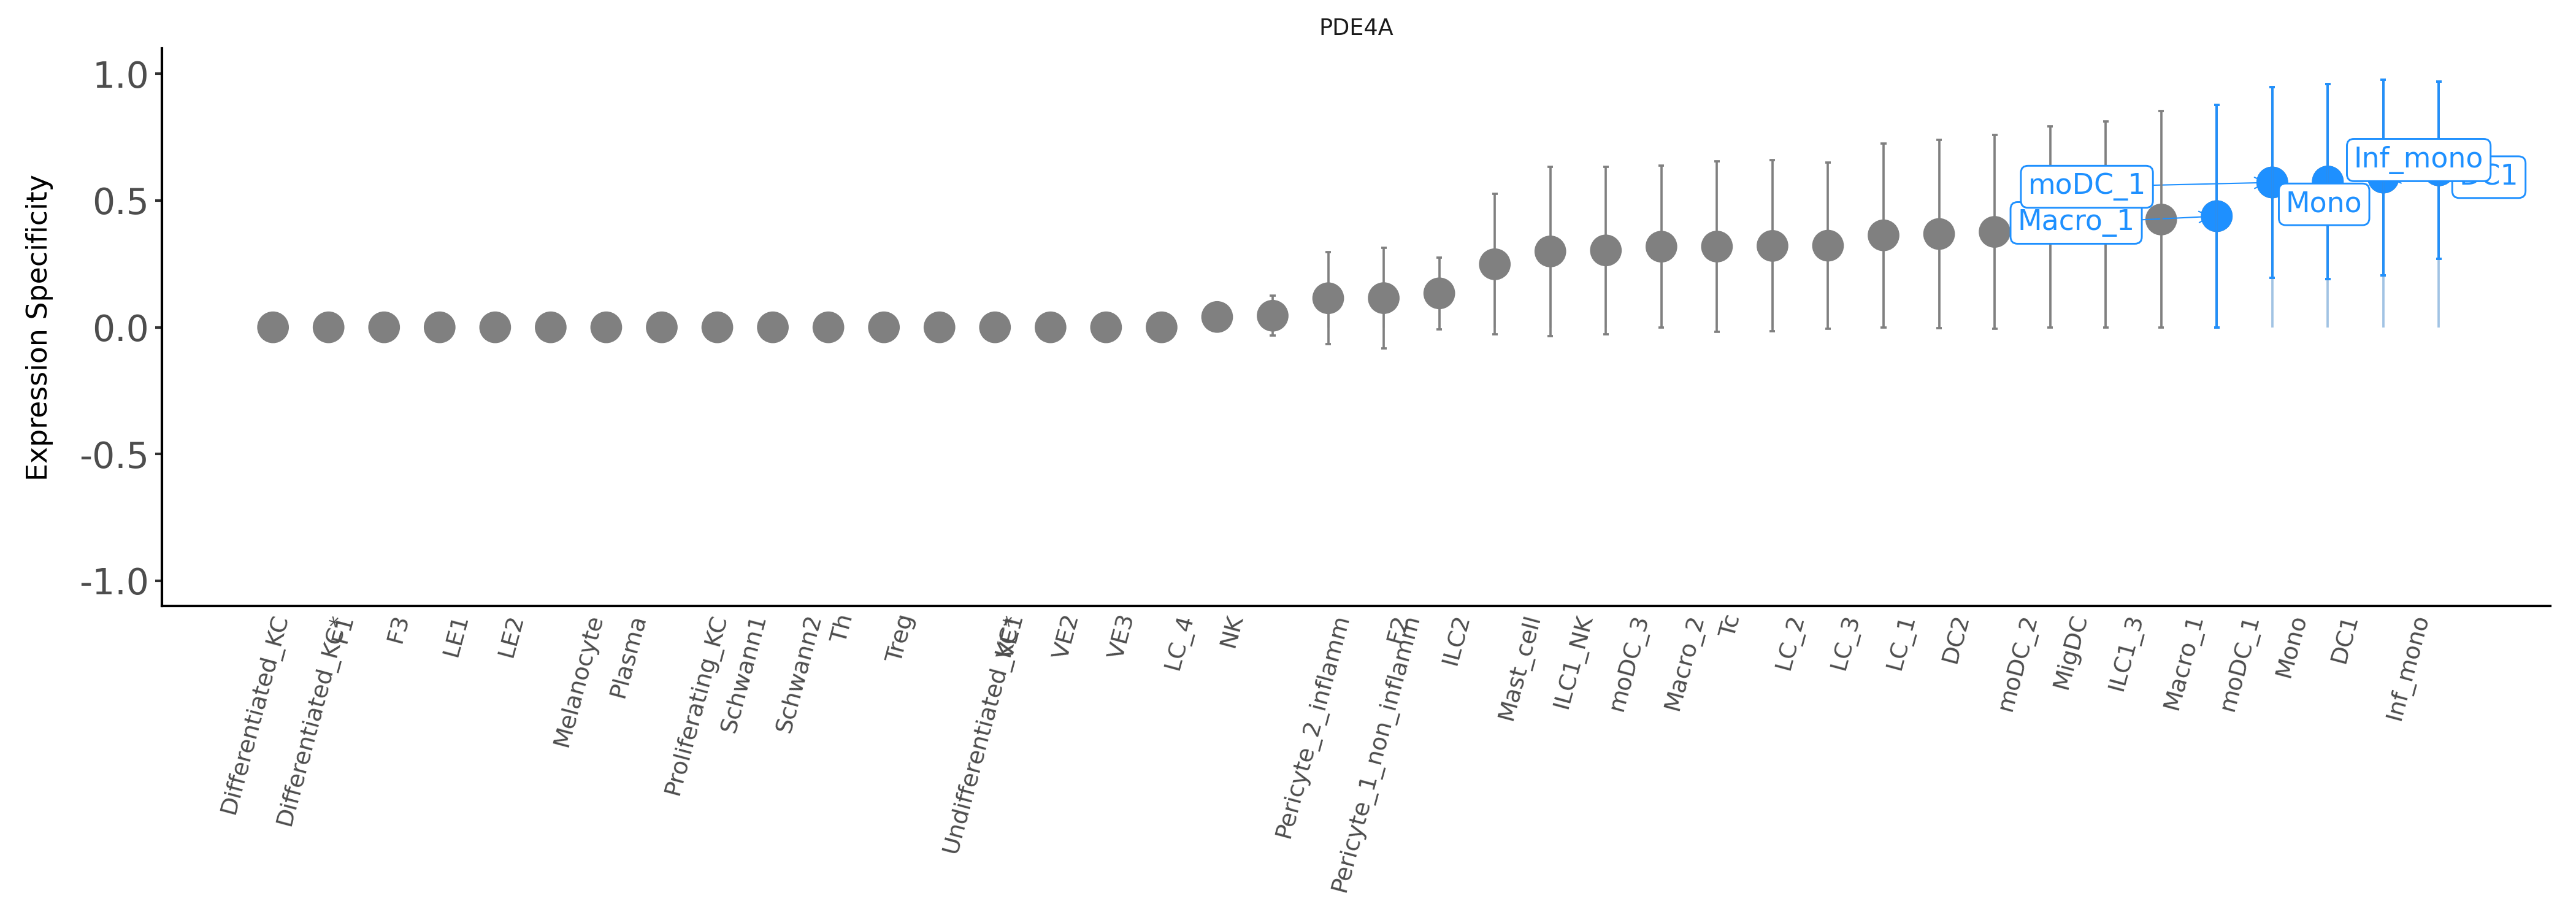 PDE4A
Expression Specificity
1.0
0.5
0.0
-0.5
-1.0
moDC_1
Macro_1
Mono
Inf_mono
DC1
Differentiated_KC
Differentiated_KC*
F1
F3
LE1
LE2
Melanocyte
Plasma
Proliferating_KC
Schwann1
Schwann2
Th
Treg
Undifferentiated_KC*
VE1
VE2
VE3
LC_4
NK
Pericyte_2_inflamm
Pericyte_1_non_inflamm
F2
ILC2
Mast_cell
ILC1_NK
moDC_3
Macro_2
Tc
LC_2
LC_3
LC_1
DC2
moDC_2
MigDC
ILC1_3
Macro_1
moDC_1
Mono
DC1
Inf_mono